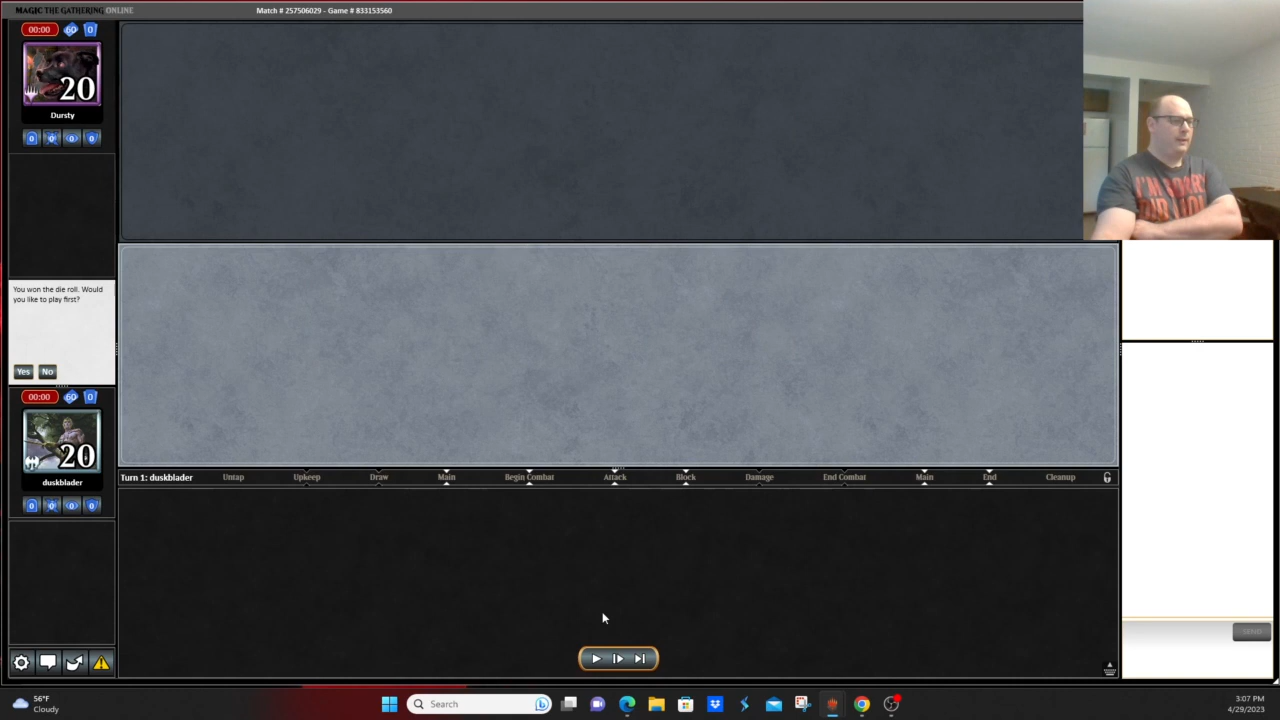 MAGIC THE GATHERING ONLINE
Match # 257506029 - Game # 833153560
00:00 60 0
20
Dursty
0 0 0 0
You won the die roll. Would
you like to play first?
Yes No
00:00 60 0
20
duskblader
0 0 0 0
Turn 1: duskblader Untap Upkeep Draw Main Begin Combat Attack Block Damage End Combat Main End Cleanup
I'M SORRY
SEND
56°F
Cloudy
Search
3:07 PM
4/29/2023